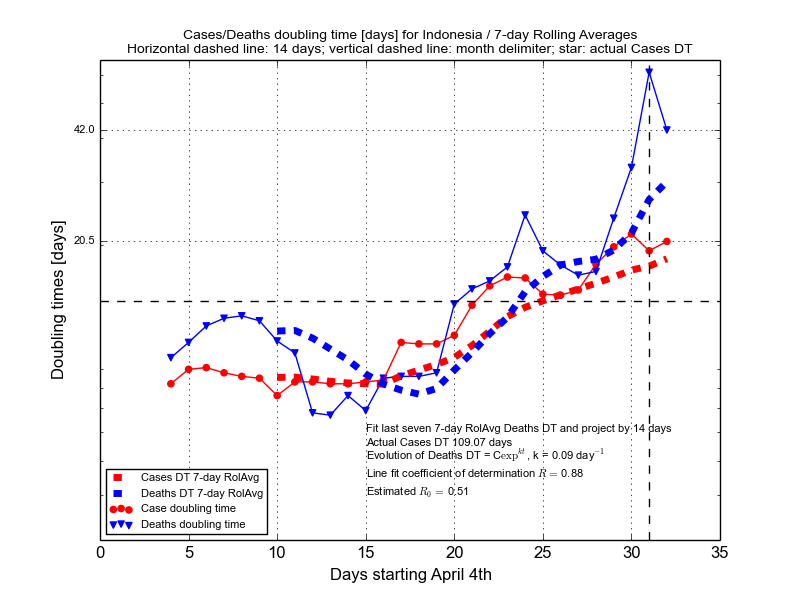 Cases/Deaths doubling time [days] for Indonesia / 7-day Rolling Averages
Horizontal dashed line: 14 days; vertical dashed line: month delimiter; star: actual Cases DT
42.0
20.5
Doubling times [days]
Fit last seven 7-day RolAvg Deaths DT and project by 14 days
Actual Cases DT 109.07 days
Evolution of Deaths DT = Cexp^{kt}, k = 0.09 day^{-1}
Line fit coefficient of determination R = 0.88
Estimated R_0 = 0.51
Cases DT 7-day RolAvg
Deaths DT 7-day RolAvg
Case doubling time
Deaths doubling time
0 5 10 15 20 25 30 35
Days starting April 4th